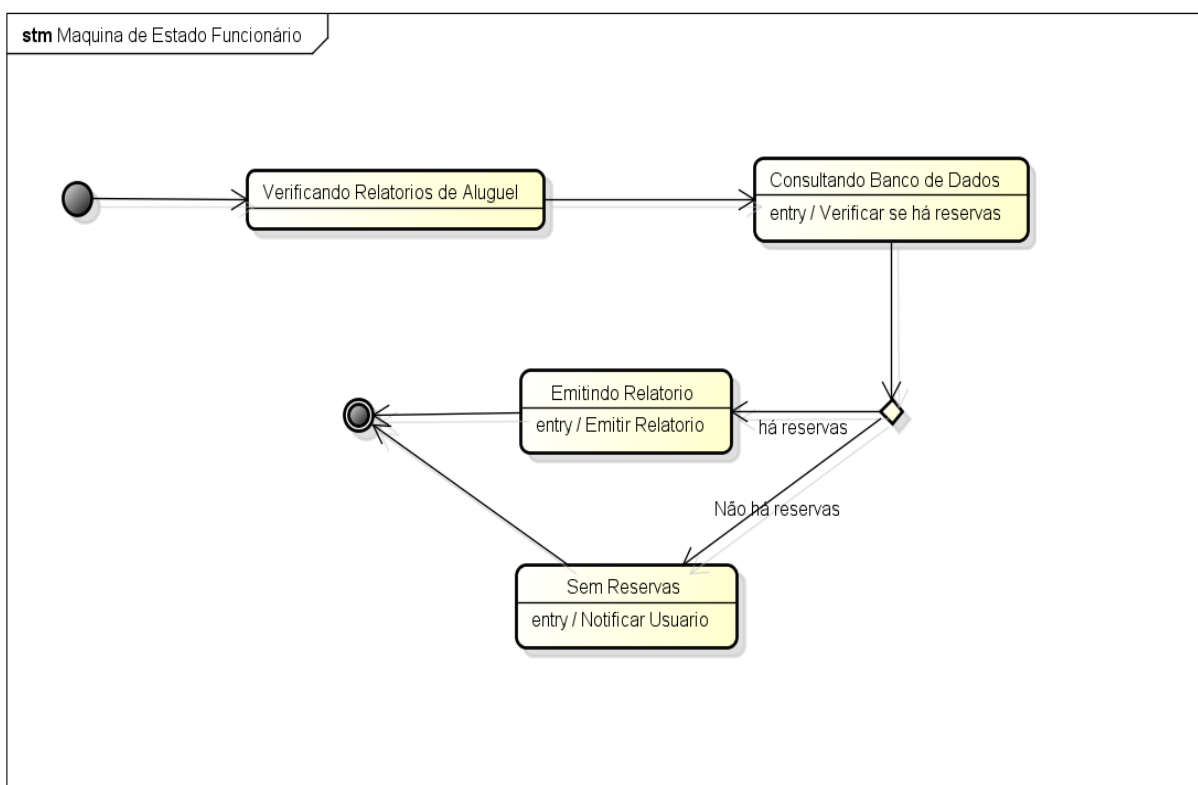 stm Maquina de Estado Funcionário
Verificando Relatorios de Aluguel
Consultando Banco de Dados
entry / Verificar se há reservas
Emitindo Relatorio
entry / Emitir Relatorio
há reservas
Não há reservas
Sem Reservas
entry / Notificar Usuario